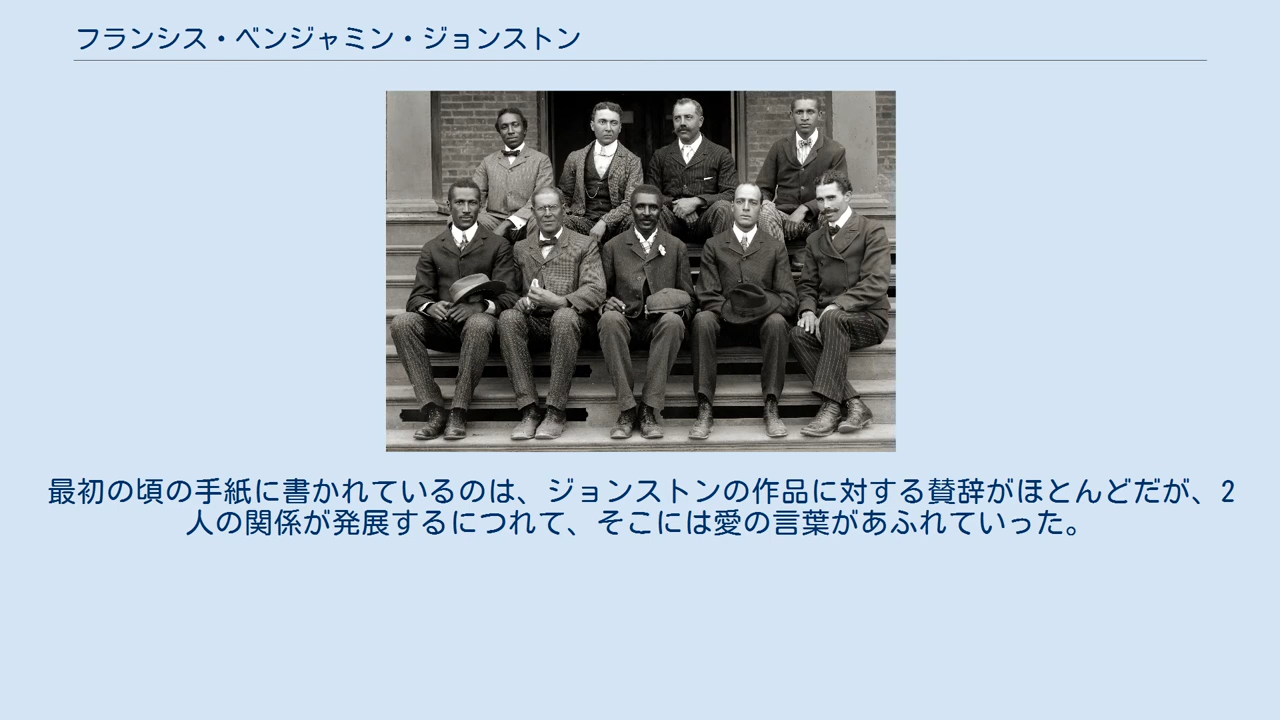 フランシス・ベンジャミン・ジョンストン
最初の頃の手紙に書かれているのは、ジョンストンの作品に対する賛辞がほとんどだが、2
人の関係が発展するにつれて、そこには愛の言葉があふれていった。